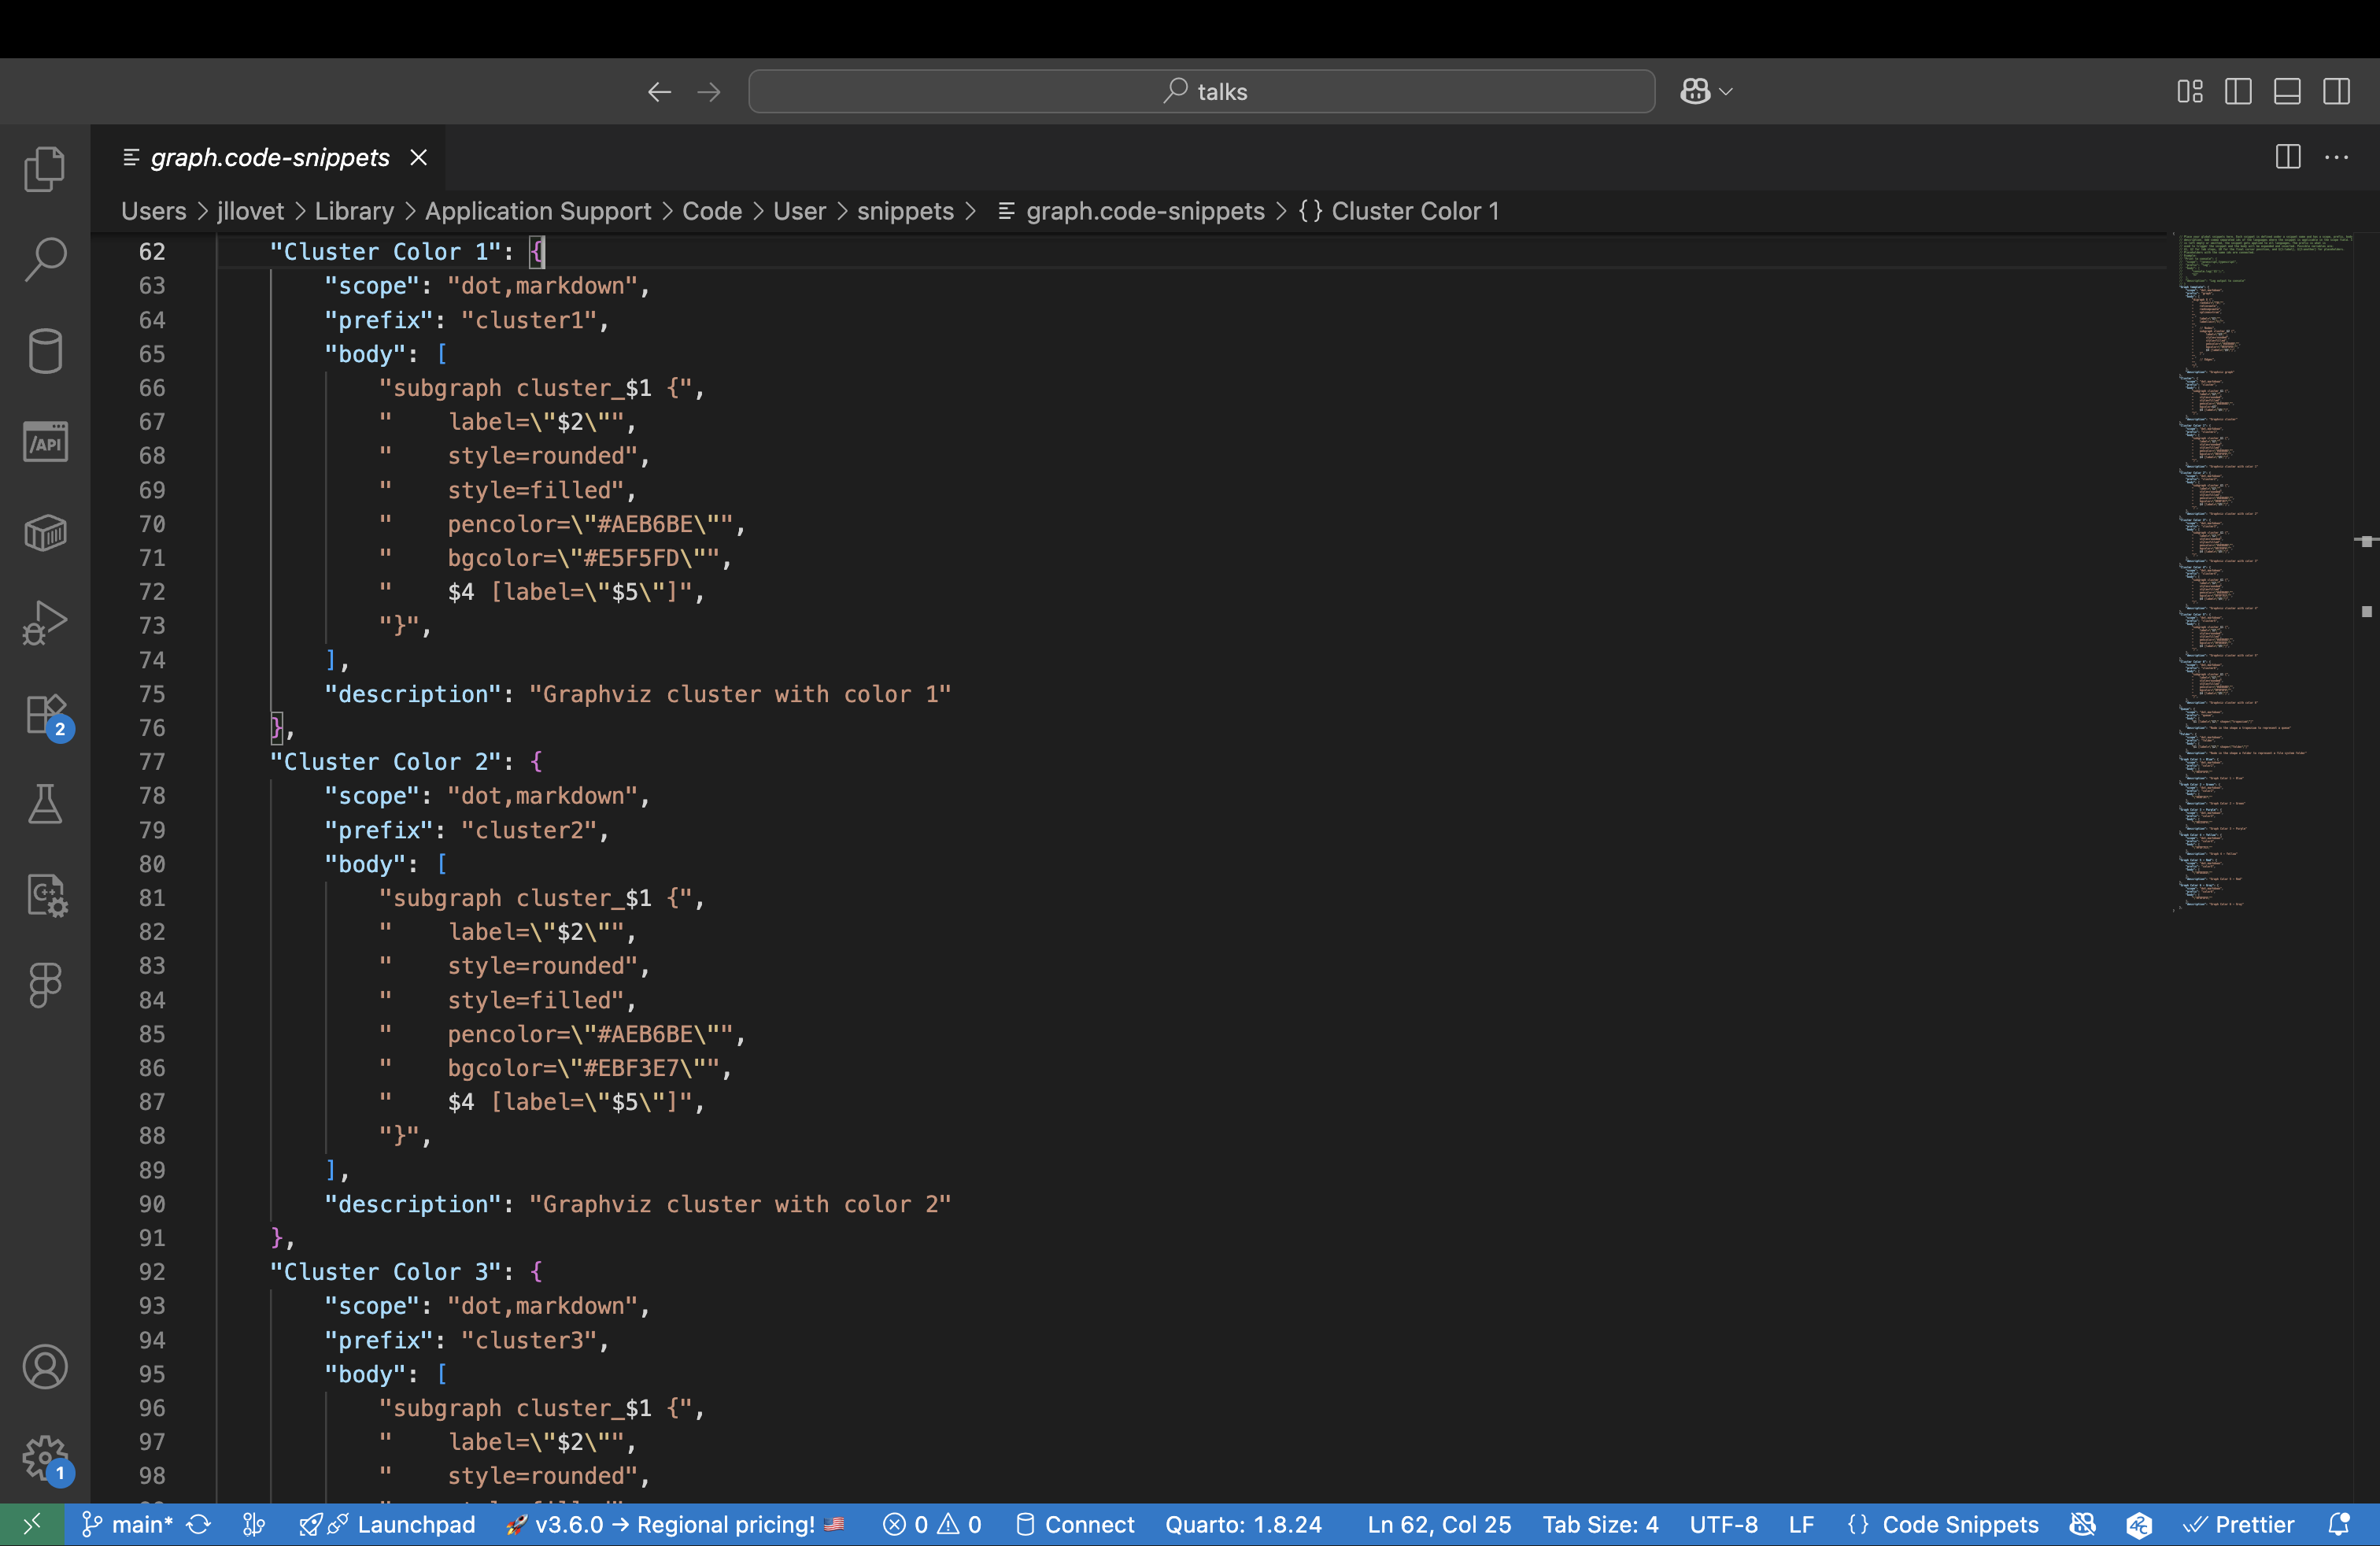 talks
graph.code-snippets
Users > jllovet > Library > Application Support > Code > User > snippets > graph.code-snippets > {} Cluster Color 1
62 "Cluster Color 1": {
63 "scope": "dot,markdown",
64 "prefix": "cluster1",
65 "body": [
66 "subgraph cluster_$1 {",
67 "    label=\"$2\"",
68 "    style=rounded",
69 "    style=filled",
70 "    pencolor=\"#AEB6BE\"",
71 "    bgcolor=\"#E5F5FD\"",
72 "    $4 [label=\"$5\"]",
73 "}",
74 ],
75 "description": "Graphviz cluster with color 1"
76 },
77 "Cluster Color 2": {
78 "scope": "dot,markdown",
79 "prefix": "cluster2",
80 "body": [
81 "subgraph cluster_$1 {",
82 "    label=\"$2\"",
83 "    style=rounded",
84 "    style=filled",
85 "    pencolor=\"#AEB6BE\"",
86 "    bgcolor=\"#EBF3E7\"",
87 "    $4 [label=\"$5\"]",
88 "}",
89 ],
90 "description": "Graphviz cluster with color 2"
91 },
92 "Cluster Color 3": {
93 "scope": "dot,markdown",
94 "prefix": "cluster3",
95 "body": [
96 "subgraph cluster_$1 {",
97 "    label=\"$2\"",
98 "    style=rounded",
/API
2
C++
1
main* Launchpad 🚀 v3.6.0 → Regional pricing! 🇺🇸 0 0 Connect Quarto: 1.8.24 Ln 62, Col 25 Tab Size: 4 UTF-8 LF {} Code Snippets Prettier